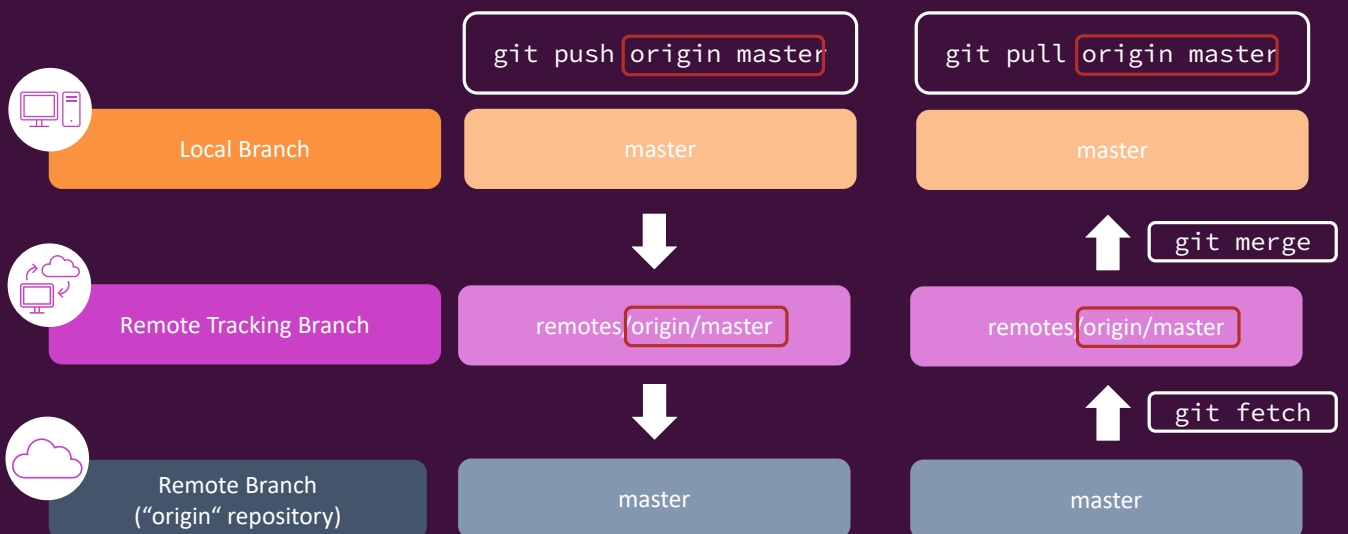 git push origin master
git pull origin master
Local Branch
master
master
git merge
Remote Tracking Branch
remotes/origin/master
remotes/origin/master
git fetch
Remote Branch
(“origin“ repository)
master
master